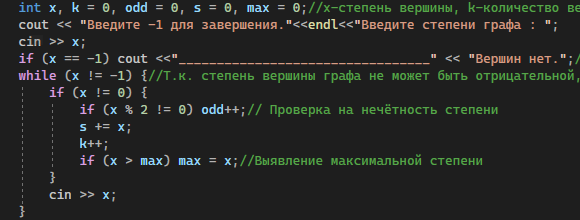 int x, k = 0, odd = 0, s = 0, max = 0;//x-степень вершины, k-количество ве
cout << "Введите -1 для завершения."<<endl<<"Введите степени графа : ";
cin >> x;
if (x == -1) cout <<"_________________________________" << "Вершин нет.";/
while (x != -1) {//Т.к. степень вершины графа не может быть отрицательной,
if (x != 0) {
if (x % 2 != 0) odd++;// Проверка на нечётность степени
s += x;
k++;
if (x > max) max = x;//Выявление максимальной степени
}
cin >> x;
}